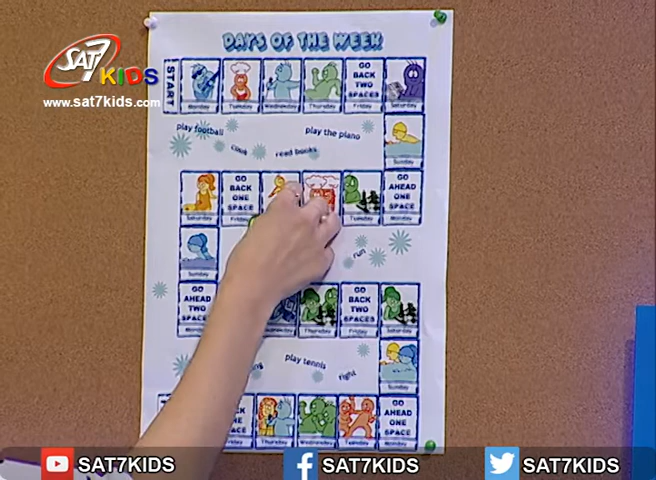 SAT7
KIDS
www.sat7kids.com
DAYS OF THE WEEK
START
Monday
Tuesday
Wednesday
Thursday
GO BACK TWO SPACES
Friday
Saturday
play football
cook
read books
play the piano
Sunday
Saturday
GO BACK ONE SPACE
Friday
Tuesday
GO AHEAD ONE SPACE
Monday
Sunday
run
GO AHEAD TWO SPACES
Thursday
GO BACK TWO SPACES
Friday
Saturday
play tennis
fight
Sunday
Thursday
Wednesday
Tuesday
GO AHEAD ONE SPACE
Monday
SAT7KIDS
SAT7KIDS
SAT7KIDS